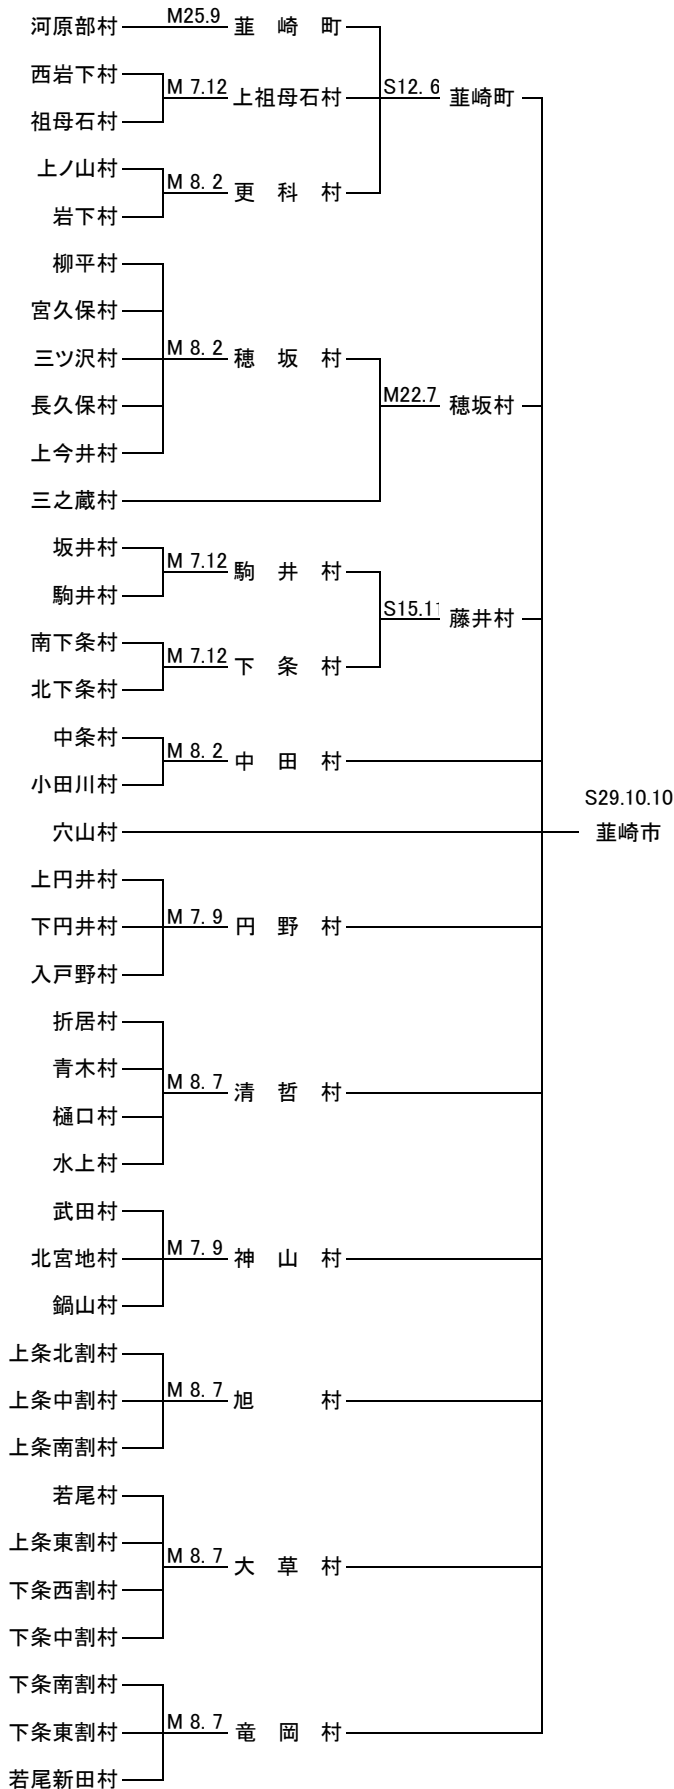 河原部村 M25.9 韮崎町
西岩下村 M 7.12 上祖母石村 S12. 6 韮崎町
祖母石村
上ノ山村 M 8. 2 更科村
岩下村
柳平村
宮久保村
三ツ沢村 M 8. 2 穂坂村
長久保村 M22.7 穂坂村
上今井村
三之蔵村
坂井村 M 7.12 駒井村
駒井村 S15.11 藤井村
南下条村 M 7.12 下条村
北下条村
中条村 M 8. 2 中田村
小田川村 S29.10.10
穴山村 韮崎市
上円井村
下円井村 M 7. 9 円野村
入戸野村
折居村
青木村 M 8. 7 清哲村
樋口村
水上村
武田村
北宮地村 M 7. 9 神山村
鍋山村
上条北割村
上条中割村 M 8. 7 旭村
上条南割村
若尾村
上条東割村 M 8. 7 大草村
下条西割村
下条中割村
下条南割村
下条東割村 M 8. 7 竜岡村
若尾新田村